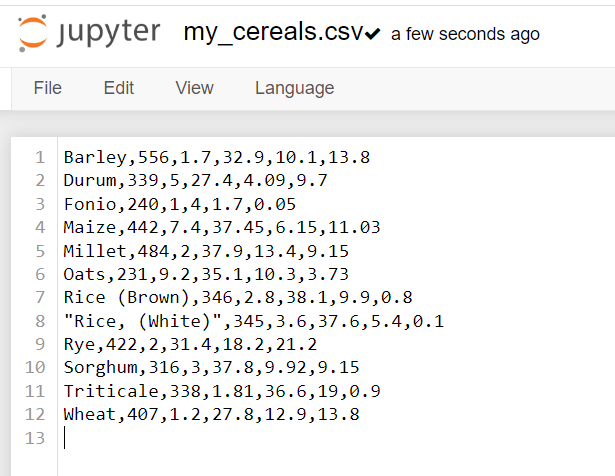 jupyter my_cereals.csv✔ a few seconds ago
File Edit View Language
1 Barley,556,1.7,32.9,10.1,13.8
2 Durum,339,5,27.4,4.09,9.7
3 Fonio,240,1,4,1.7,0.05
4 Maize,442,7.4,37.45,6.15,11.03
5 Millet,484,2,37.9,13.4,9.15
6 Oats,231,9.2,35.1,10.3,3.73
7 Rice (Brown),346,2.8,38.1,9.9,0.8
8 "Rice, (White)",345,3.6,37.6,5.4,0.1
9 Rye,422,2,31.4,18.2,21.2
10 Sorghum,316,3,37.8,9.92,9.15
11 Triticale,338,1.81,36.6,19,0.9
12 Wheat,407,1.2,27.8,12.9,13.8
13